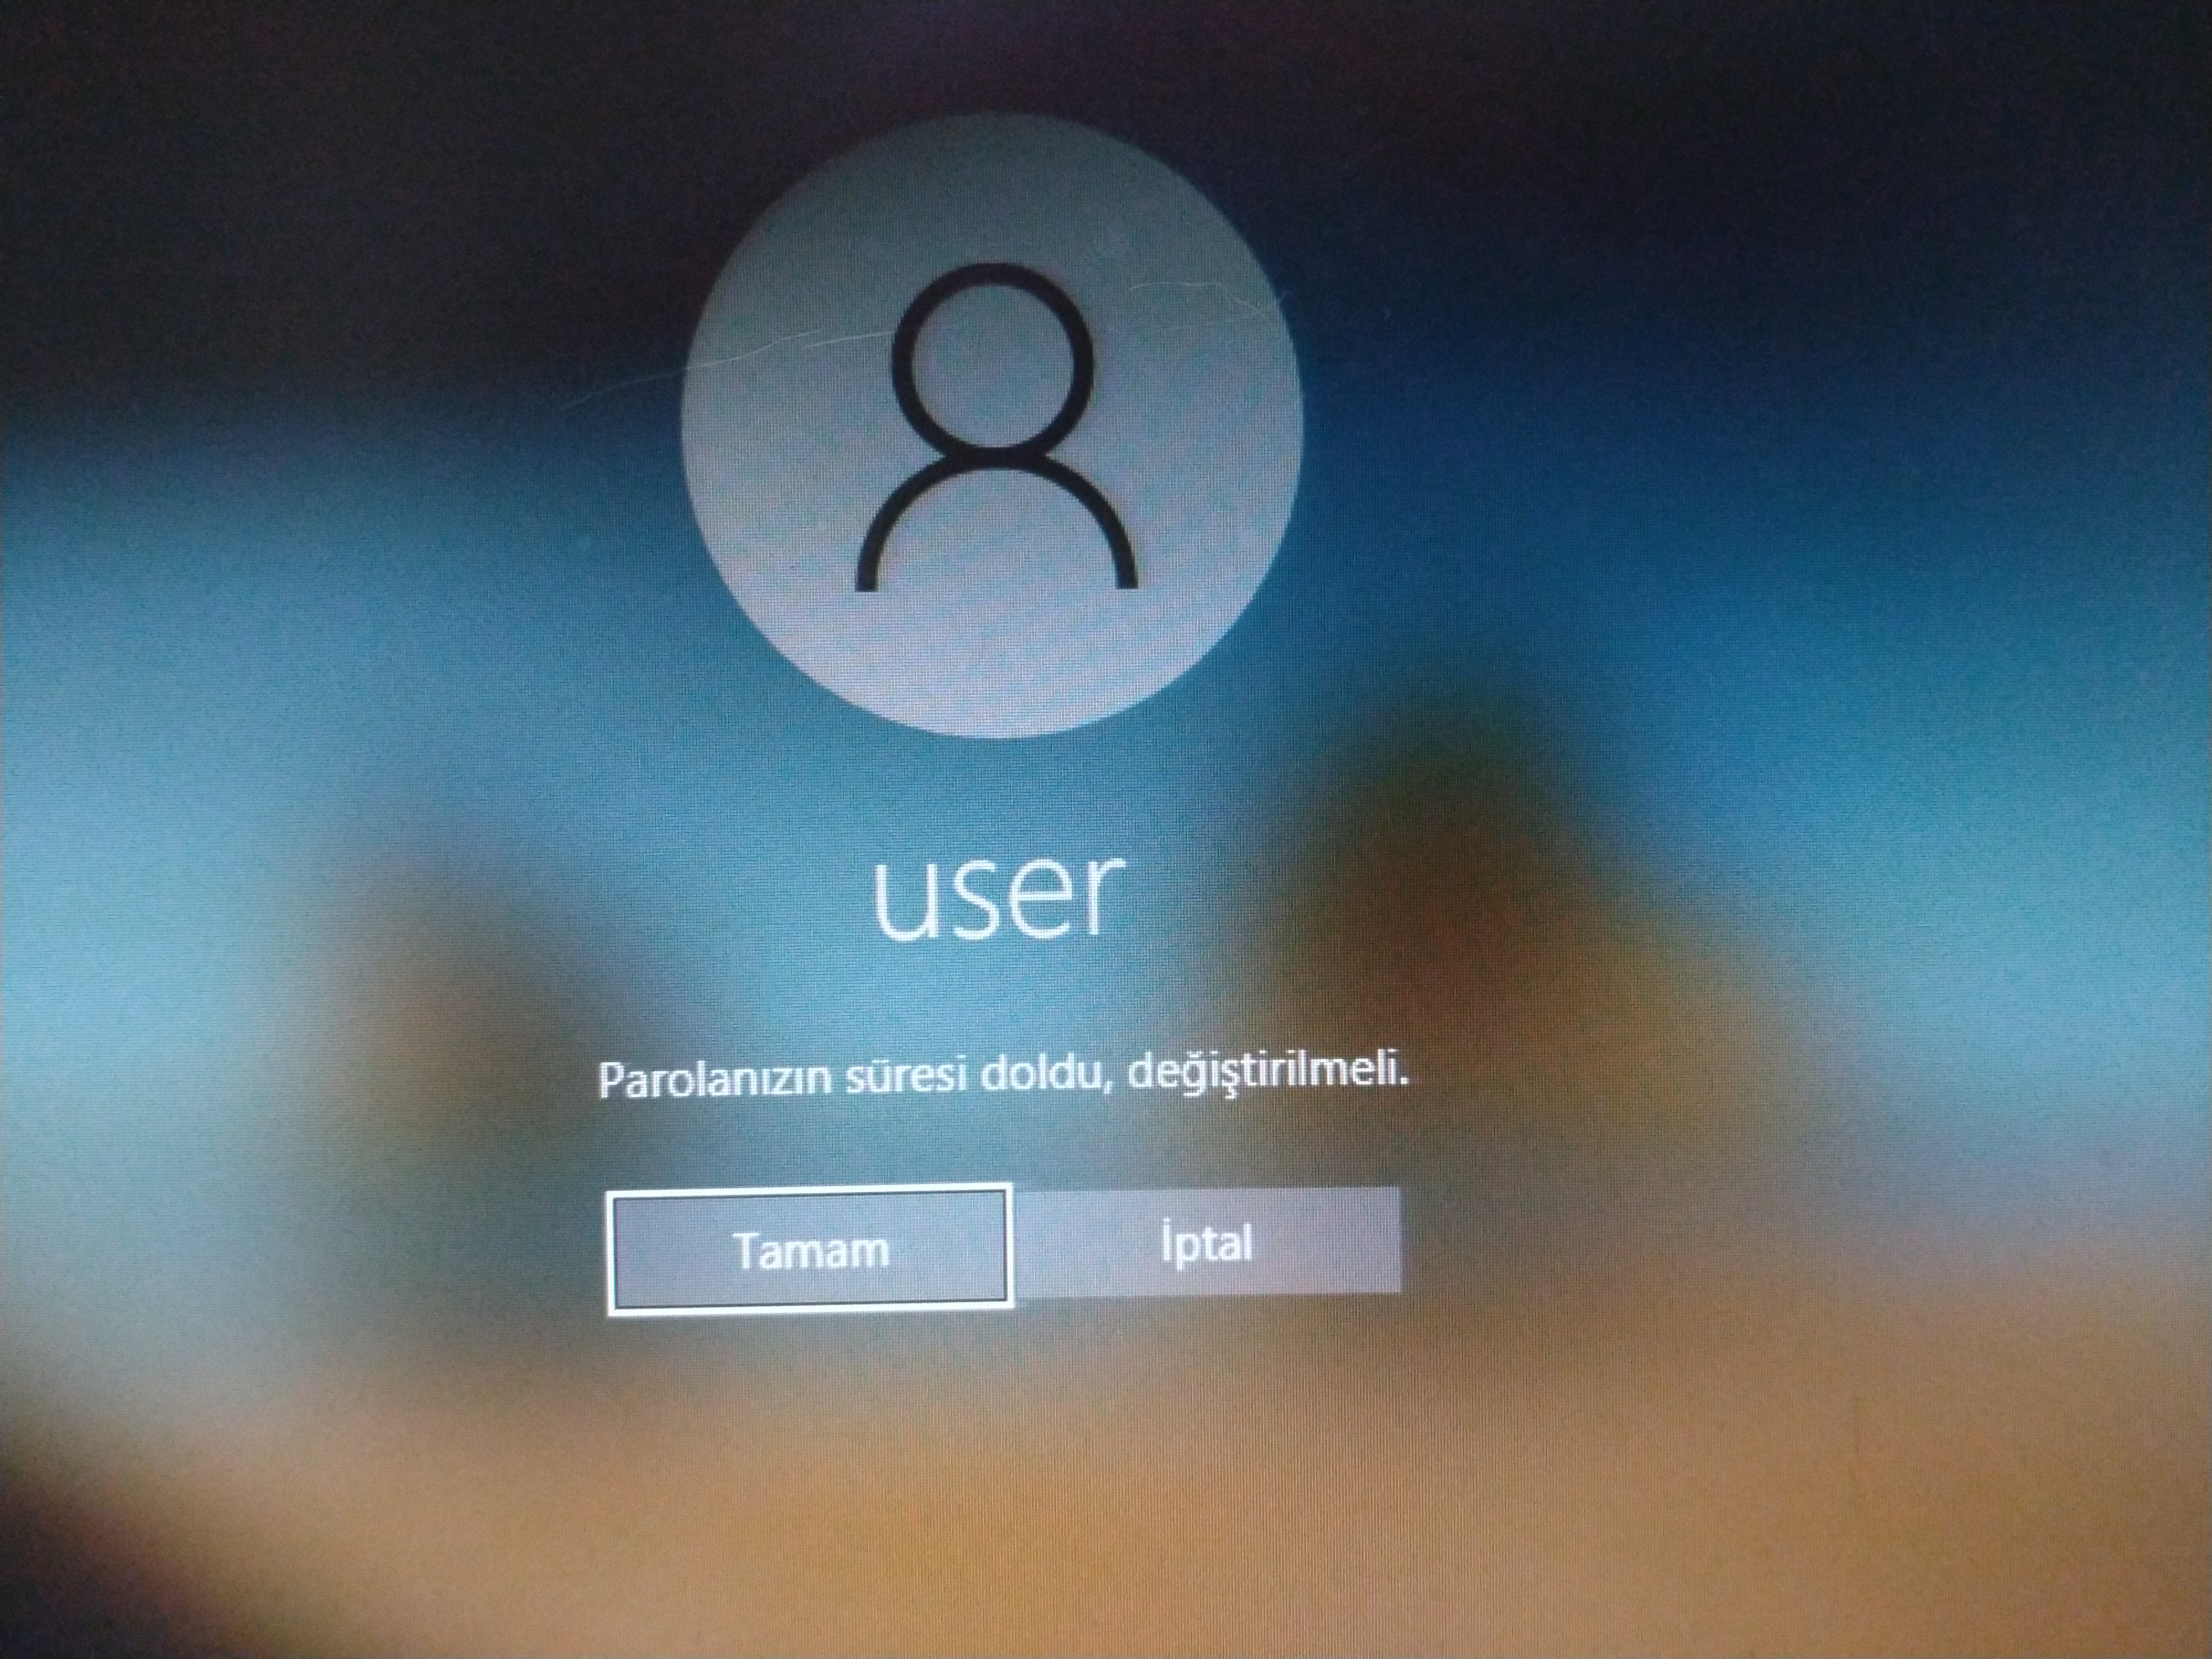 user
Parolanızın süresi doldu, değiştirilmeli.
Tamam
İptal